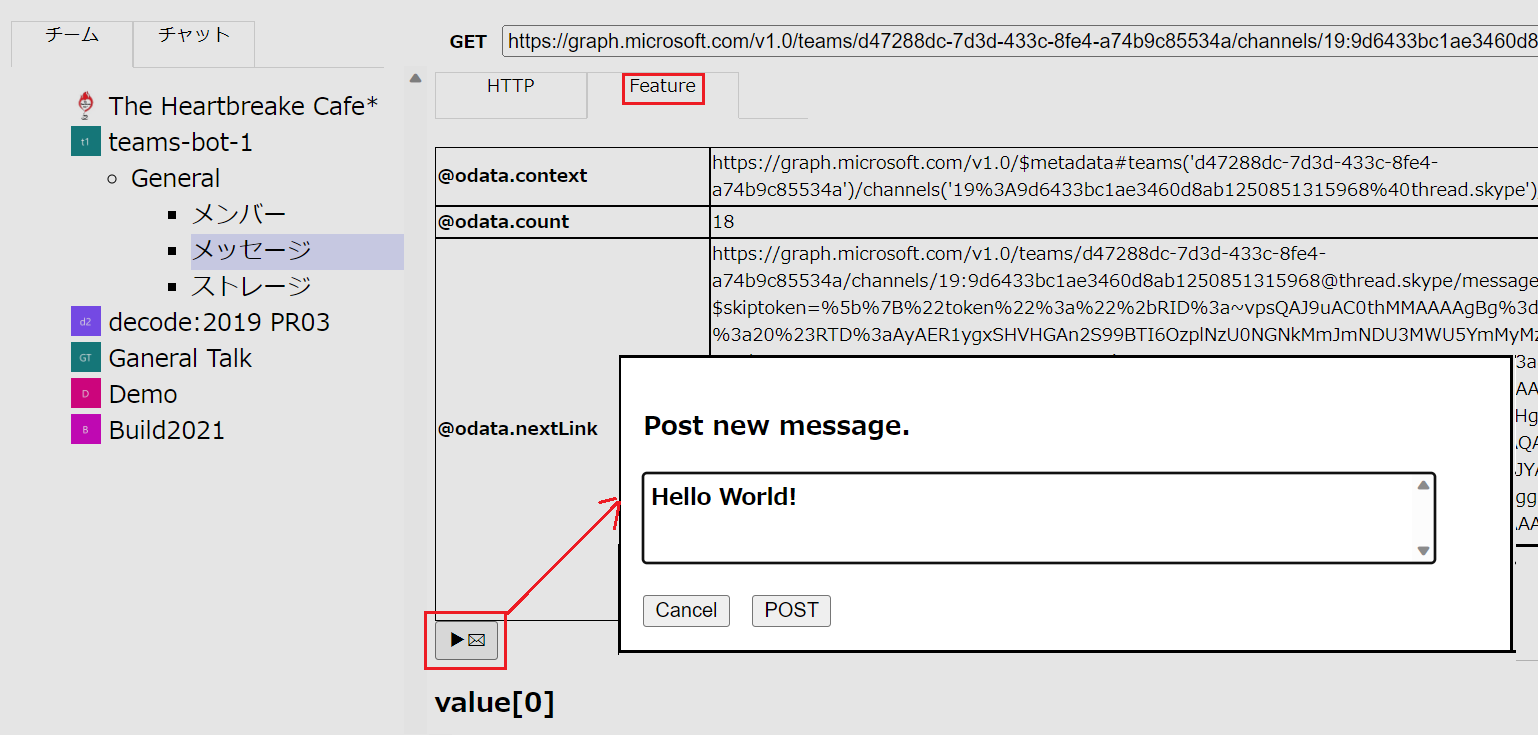 チーム
チャット
The Heartbreake Cafe*
t1 teams-bot-1
General
メンバー
メッセージ
ストレージ
d2 decode:2019 PR03
GT Ganeral Talk
D Demo
B Build2021
GET https://graph.microsoft.com/v1.0/teams/d47288dc-7d3d-433c-8fe4-a74b9c85534a/channels/19:9d6433bc1ae3460d8
HTTP
Feature
@odata.context
https://graph.microsoft.com/v1.0/$metadata#teams('d47288dc-7d3d-433c-8fe4-
a74b9c85534a')/channels('19%3A9d6433bc1ae3460d8ab1250851315968%40thread.skype')
@odata.count
18
@odata.nextLink
https://graph.microsoft.com/v1.0/teams/d47288dc-7d3d-433c-8fe4-
a74b9c85534a/channels/19:9d6433bc1ae3460d8ab1250851315968@thread.skype/message
$skiptoken=%5b%7B%22token%22%3a%22%2bRID%3a~vpsQAJ9uAC0thMMAAAAgBg%3d
%3a20%23RTD%3aAyAER1ygxSHVHGAn2S99BTI6OzplNzU0NGNkMmJmNDU3MWU5YmMyMz
Post new message.
Hello World!
Cancel
POST
value[0]